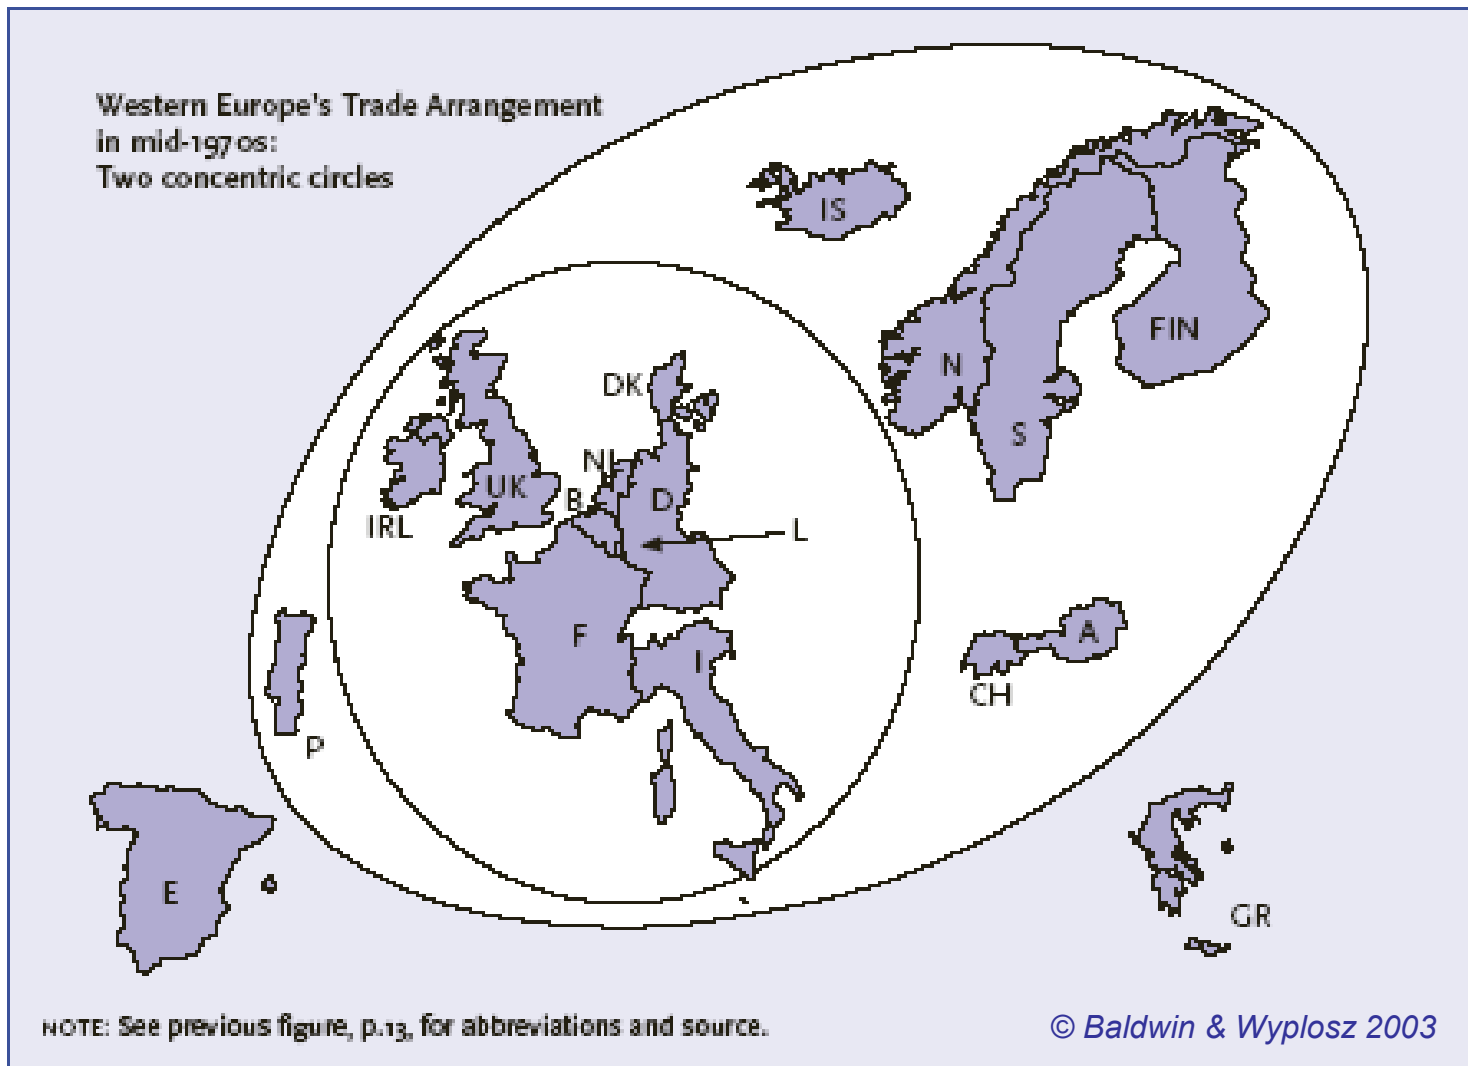 Western Europe's Trade Arrangement
in mid-1970s:
Two concentric circles
IS
FIN
N
S
DK
NL
UK
B
D
IRL
L
F
I
A
CH
P
E
GR
NOTE: See previous figure, p.13, for abbreviations and source.
© Baldwin & Wyplosz 2003